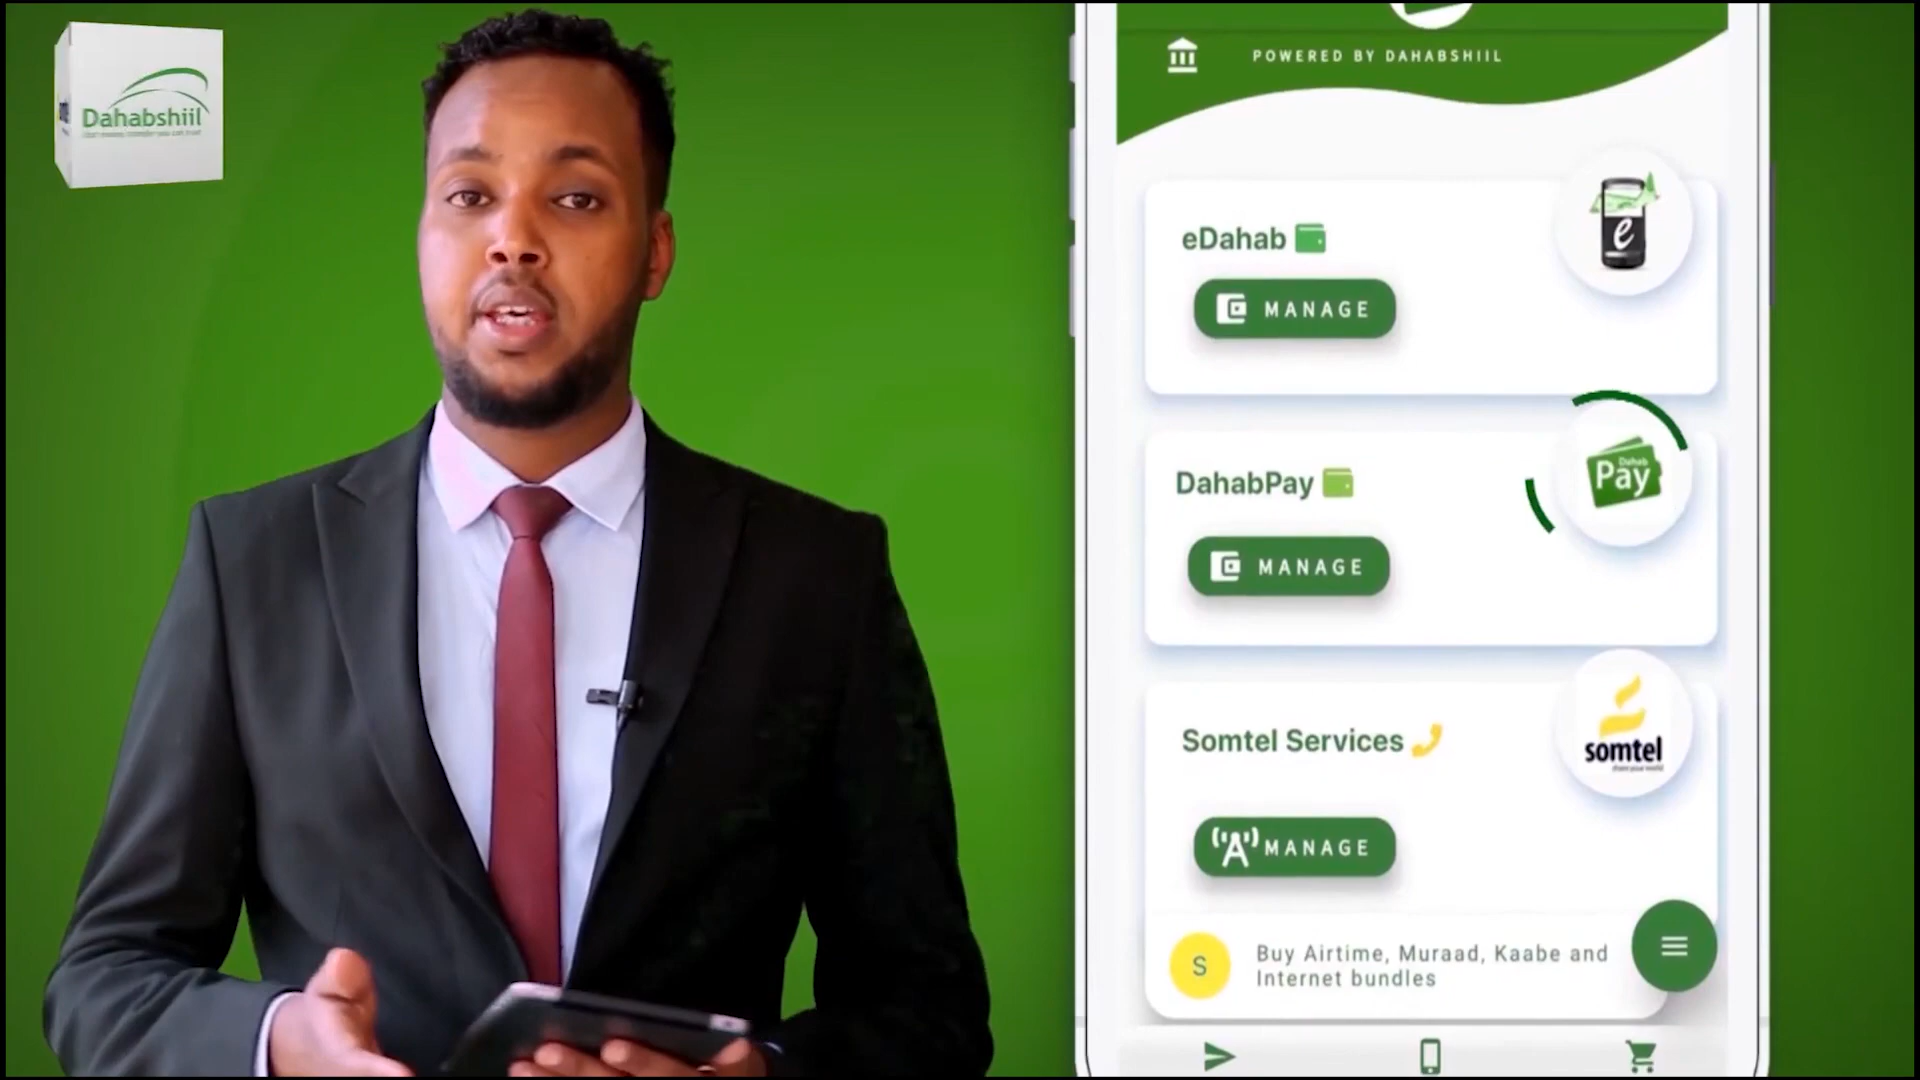 Dahabshiil
POWERED BY DAHABSHIIL
eDahab
e
MANAGE
DahabPay
Dahab
Pay
MANAGE
Somtel Services
somtel
MANAGE
S
Buy Airtime, Muraad, Kaabe and
Internet bundles